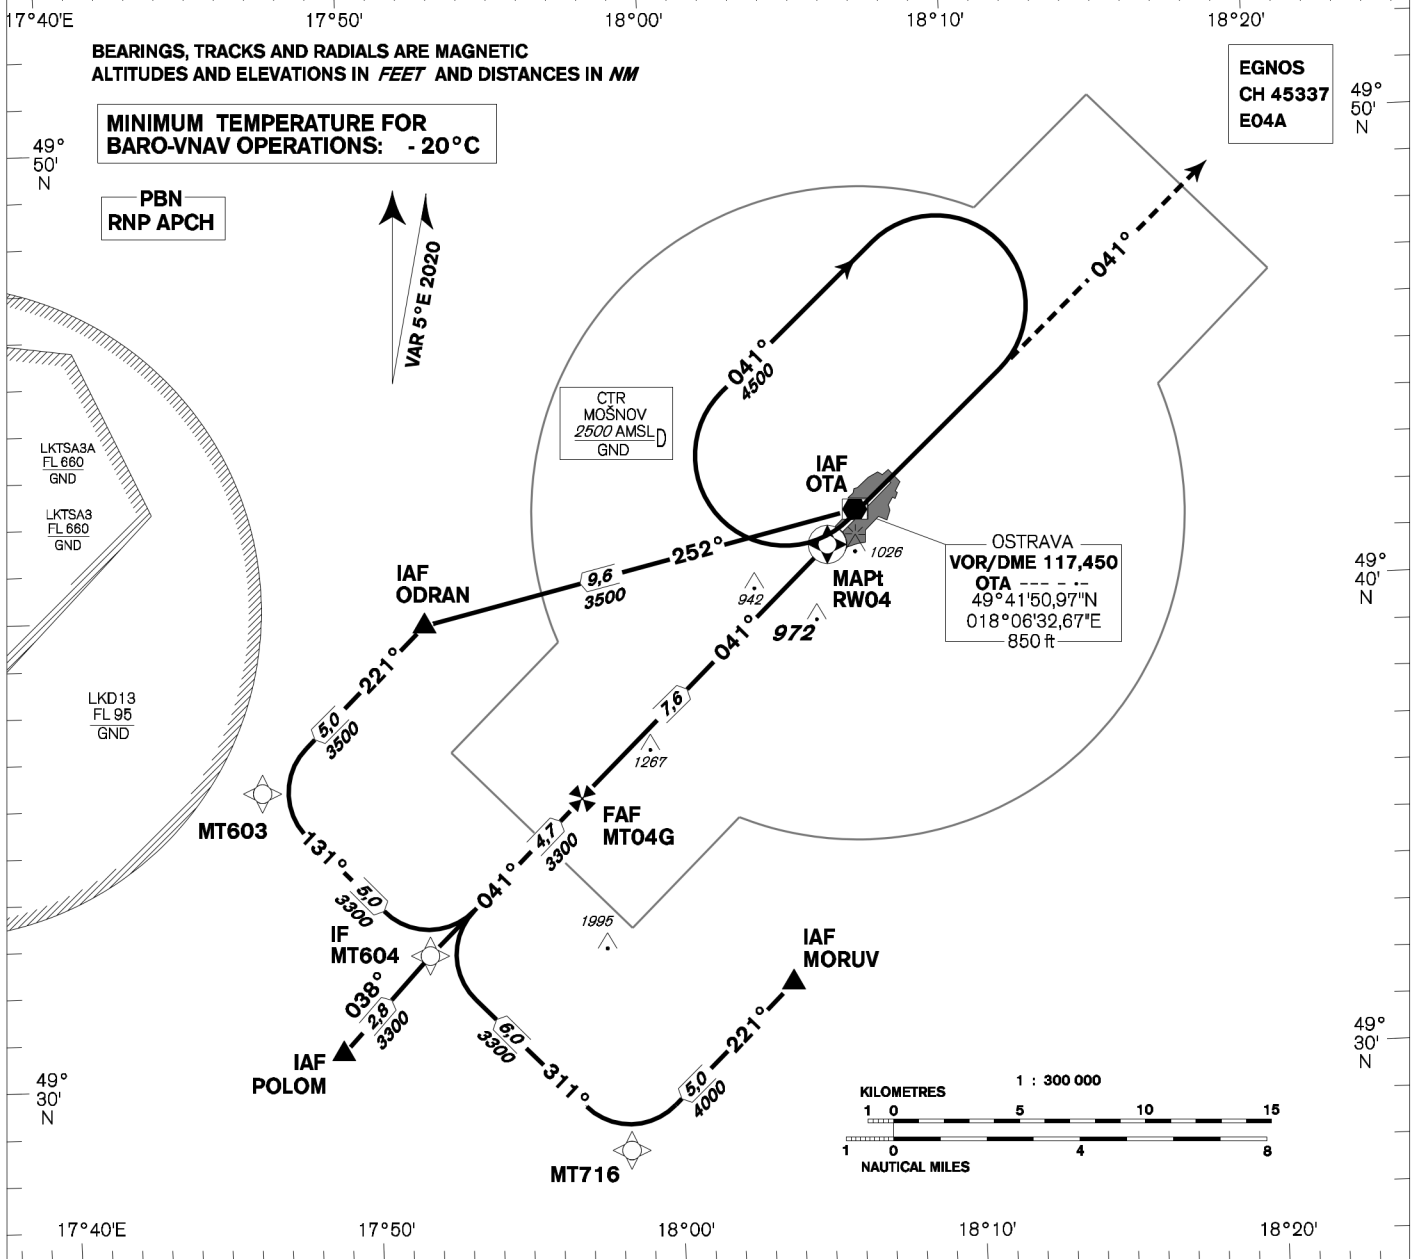 17°40'E 17°50' 18°00' 18°10' 18°20'
BEARINGS, TRACKS AND RADIALS ARE MAGNETIC
ALTITUDES AND ELEVATIONS IN FEET AND DISTANCES IN NM
EGNOS
CH 45337
E04A
49°
50'
N
MINIMUM TEMPERATURE FOR
BARO-VNAV OPERATIONS: - 20°C
49°
50'
N
PBN
RNP APCH
VAR 5°E 2020
041°
041°
4500
CTR
MOŠNOV
2500 AMSL
GND
D
LKTSA3A
FL 660
GND
LKTSA3
FL 660
GND
IAF
OTA
252°
9,6
3500
1026
OSTRAVA
VOR/DME 117,450
OTA --- - ·-
49°41'50,97"N
018°06'32,67"E
850 ft
49°
40'
N
IAF
ODRAN
MAPt
RW04
942
972
041°
221°
5,0
3500
7,6
LKD13
FL 95
GND
1267
MT603
FAF
MT04G
4,7
3300
131°
5,0
3300
041°
1995
IF
MT604
IAF
MORUV
038°
2,8
3300
6,0
3300
221°
49°
30'
N
IAF
POLOM
311°
5,0
4000
49°
30'
N
1 : 300 000
KILOMETRES
1 0 5 10 15
1 0 4 8
NAUTICAL MILES
MT716
17°40'E 17°50' 18°00' 18°10' 18°20'